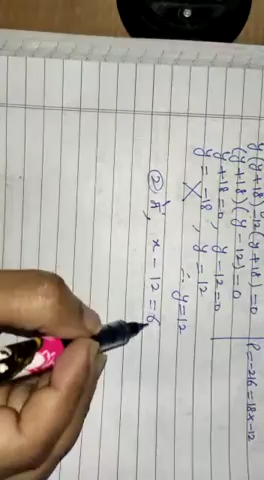 y(y+18)-12(y+18)=0
(y+18)(y-12)=0
y+18=0, y-12=0
y=-18, y=12
∴ y=12
② से, x-12=6
P=-216=18x-12